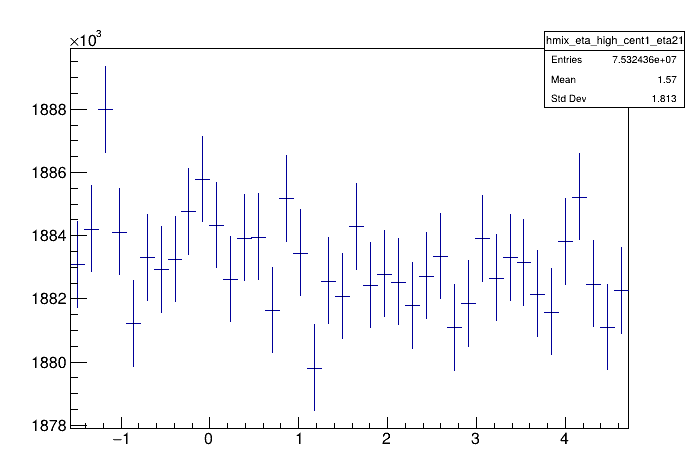 ×10³
hmix_eta_high_cent1_eta21
Entries 7.532436e+07
Mean 1.57
Std Dev 1.813
1888
1886
1884
1882
1880
1878
−1 0 1 2 3 4